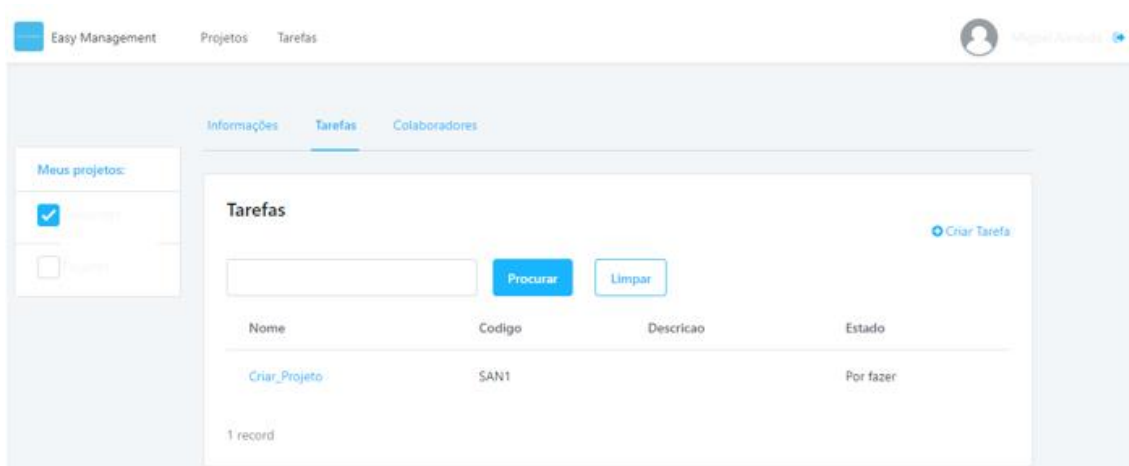 Easy Management Projetos Tarefas
Informações Tarefas Colaboradores
Meus projetos:
Tarefas
Criar Tarefa
Procurar Limpar
Nome Codigo Descricao Estado
Criar_Projeto SAN1 Por fazer
1 record